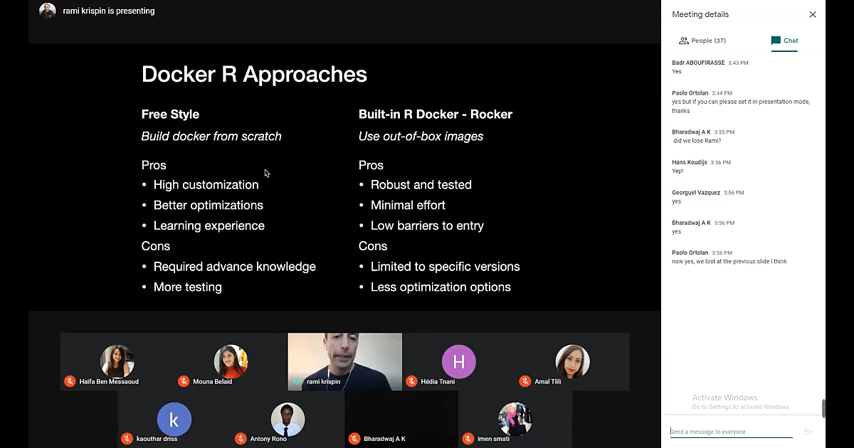 rami krispin is presenting
Docker R Approaches
Free Style
Build docker from scratch
Pros
• High customization
• Better optimizations
• Learning experience
Cons
• Required advance knowledge
• More testing
Built-in R Docker - Rocker
Use out-of-box images
Pros
• Robust and tested
• Minimal effort
• Low barriers to entry
Cons
• Limited to specific versions
• Less optimization options
Haifa Ben Messaoud
Mouna Belaid
rami krispin
H
Hédia Tnani
Amal Tlili
k
kaouthar driss
Antony Rono
Bharadwaj A K
imen smati
Meeting details
People (37)
Chat
Badr ABOUFIRASSE 3:43 PM
Yes
Paolo Ortolan 3:44 PM
yes but if you can please set it in presentation mode,
thanks
Bharadwaj A K 3:55 PM
did we lose Rami?
Hans Koudijs 3:56 PM
Yep!
Georguel Vazquez 3:56 PM
yes
Bharadwaj A K 3:56 PM
yes
Paolo Ortolan 3:56 PM
now yes, we lost at the previous slide i think
Activate Windows
Go to Settings to activate Windows.
Send a message to everyone